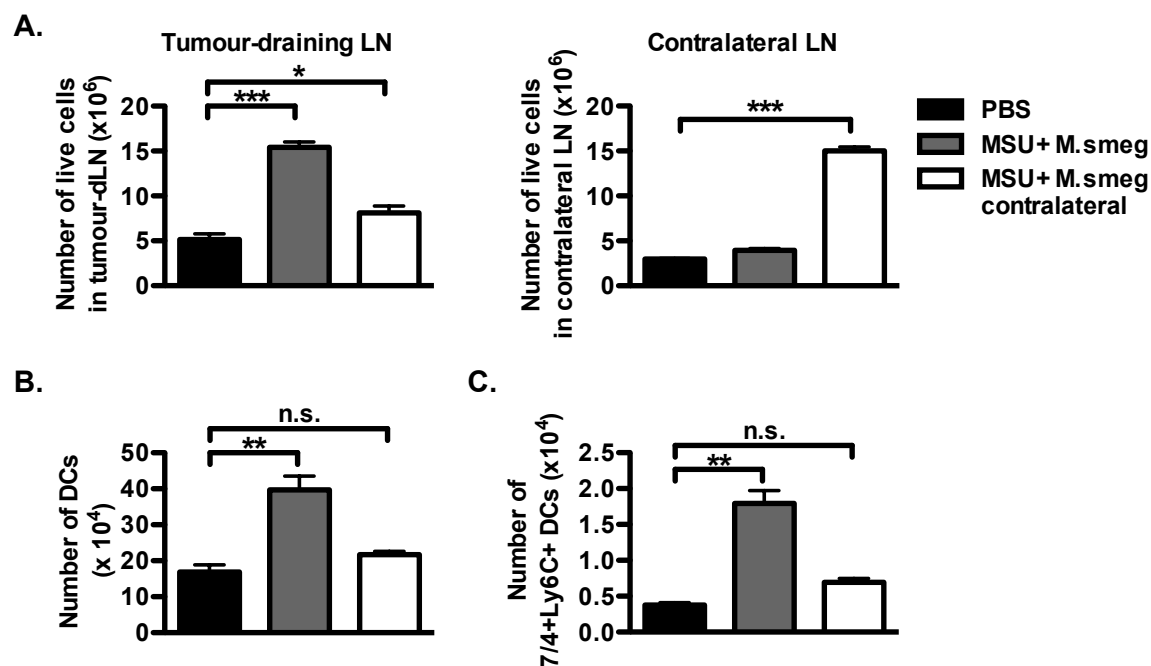 A.
Tumour-draining LN
Number of live cells
in tumour-dLN (x10⁶)
20
15
10
5
0
*
***
Contralateral LN
Number of live cells
in contralateral LN (x10⁶)
20
15
10
5
0
***
PBS
MSU+ M.smeg
MSU+ M.smeg
contralateral
B.
Number of DCs
(x 10⁴)
50
40
30
20
10
0
n.s.
**
C.
Number of
7/4+Ly6C+ DCs (x10⁴)
2.5
2.0
1.5
1.0
0.5
0.0
n.s.
**